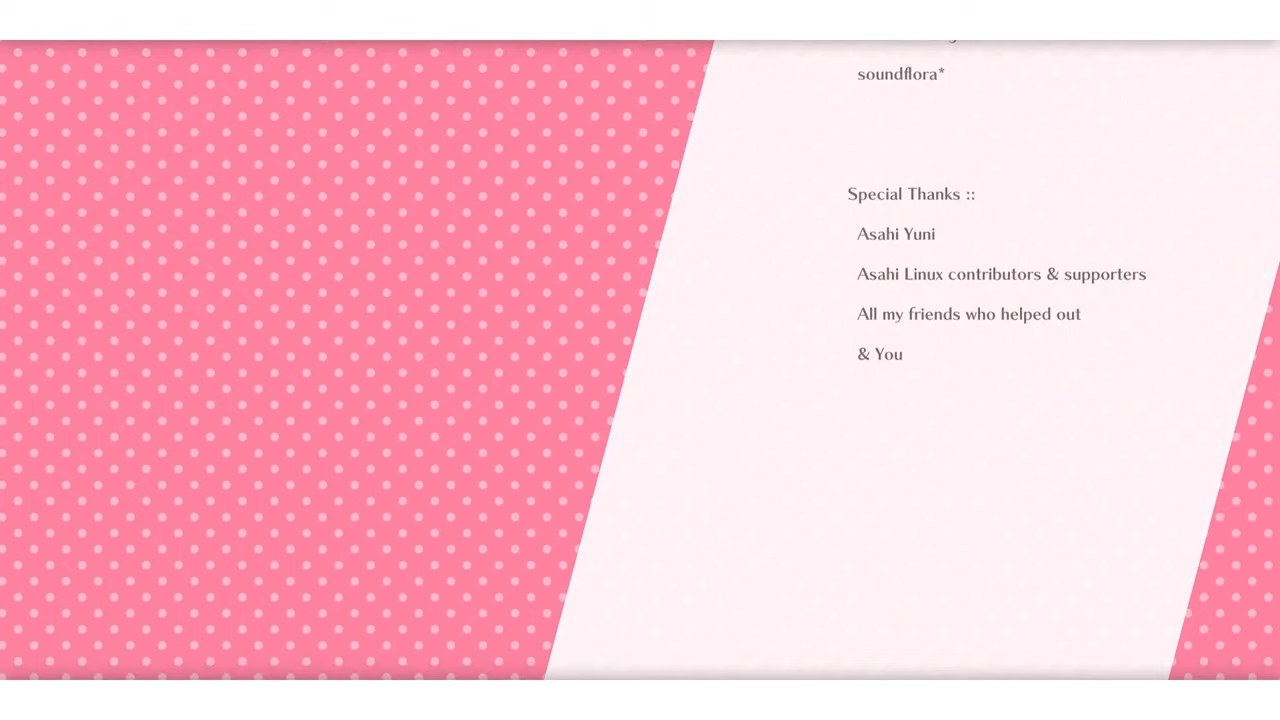 soundflora*
Special Thanks ::
Asahi Yuni
Asahi Linux contributors & supporters
All my friends who helped out
& You